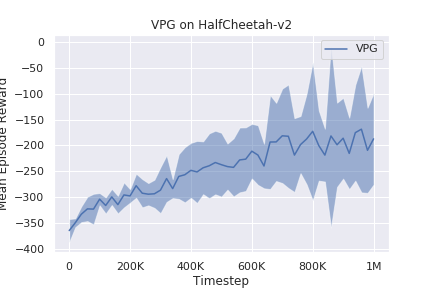 VPG on HalfCheetah-v2
VPG
Mean Episode Reward
0
−50
−100
−150
−200
−250
−300
−350
−400
0
200K
400K
600K
800K
1M
Timestep